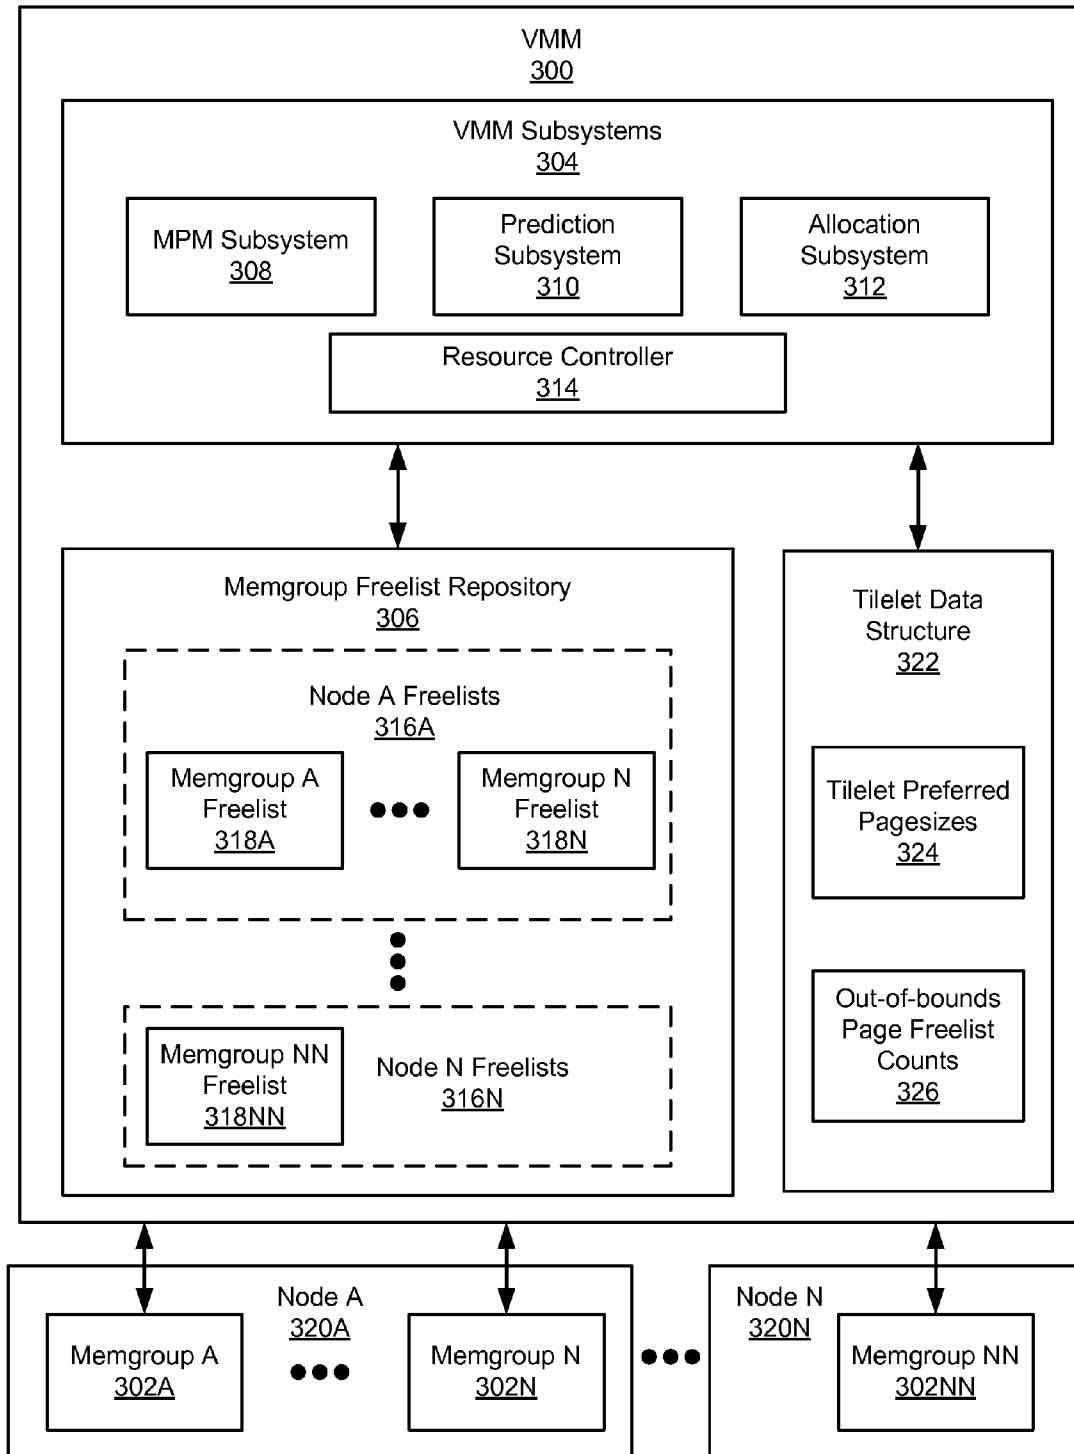 VMM
300
VMM Subsystems
304
MPM Subsystem
308
Prediction
Subsystem
310
Allocation
Subsystem
312
Resource Controller
314
Memgroup Freelist Repository
306
Node A Freelists
316A
Memgroup A
Freelist
318A
Memgroup N
Freelist
318N
Memgroup NN
Freelist
318NN
Node N Freelists
316N
Tilelet Data
Structure
322
Tilelet Preferred
Pagesizes
324
Out-of-bounds
Page Freelist
Counts
326
Node A
320A
Memgroup A
302A
Memgroup N
302N
Node N
320N
Memgroup NN
302NN